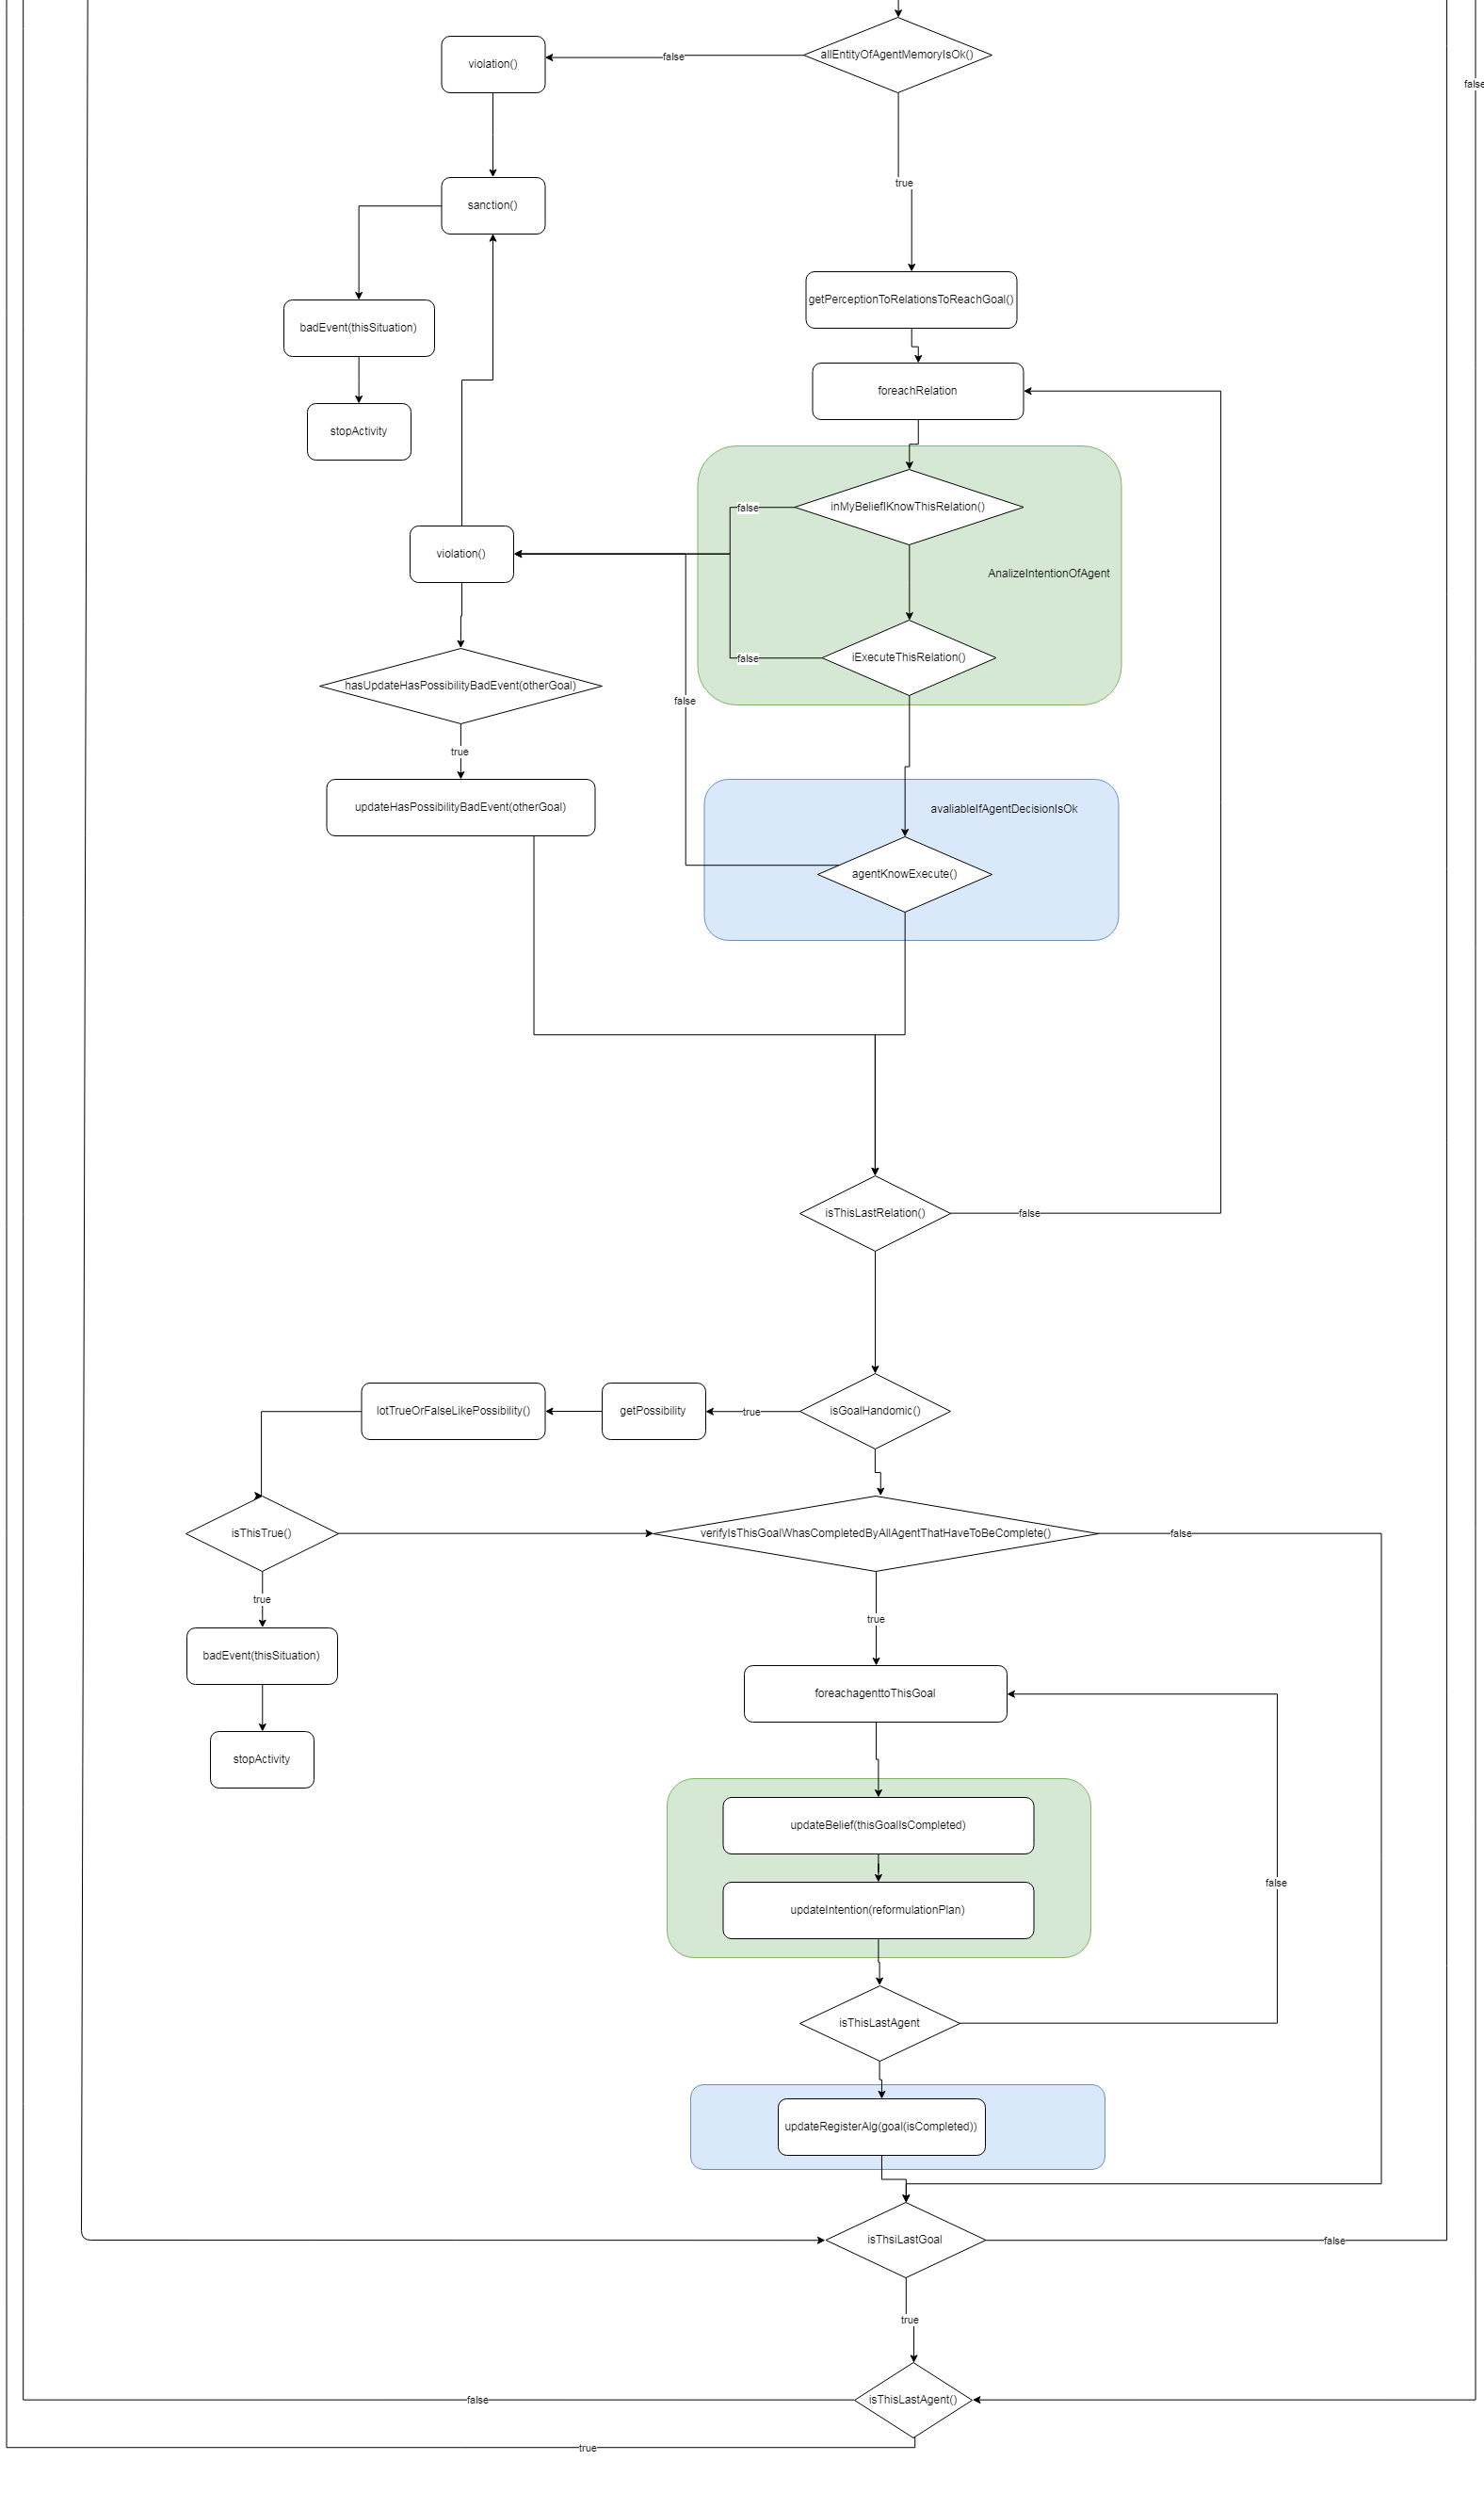 allEntityOfAgentMemoryIsOk()
false
violation()
false
true
sanction()
getPerceptionToRelationsToReachGoal()
badEvent(thisSituation)
foreachRelation
stopActivity
inMyBeliefIKnowThisRelation()
false
violation()
AnalizeIntentionOfAgent
iExecuteThisRelation()
false
hasUpdateHasPossibilityBadEvent(otherGoal)
false
true
updateHasPossibilityBadEvent(otherGoal)
avaliableIfAgentDecisionIsOk
agentKnowExecute()
isThisLastRelation()
false
lotTrueOrFalseLikePossibility()
getPossibility
true
isGoalHandomic()
isThisTrue()
verifyIsThisGoalWhasCompletedByAllAgentThatHaveToBeComplete()
false
true
true
badEvent(thisSituation)
foreachagenttoThisGoal
stopActivity
updateBelief(thisGoalIsCompleted)
false
updateIntention(reformulationPlan)
isThisLastAgent
updateRegisterAlg(goal(isCompleted))
isThsiLastGoal
false
true
isThisLastAgent()
false
true